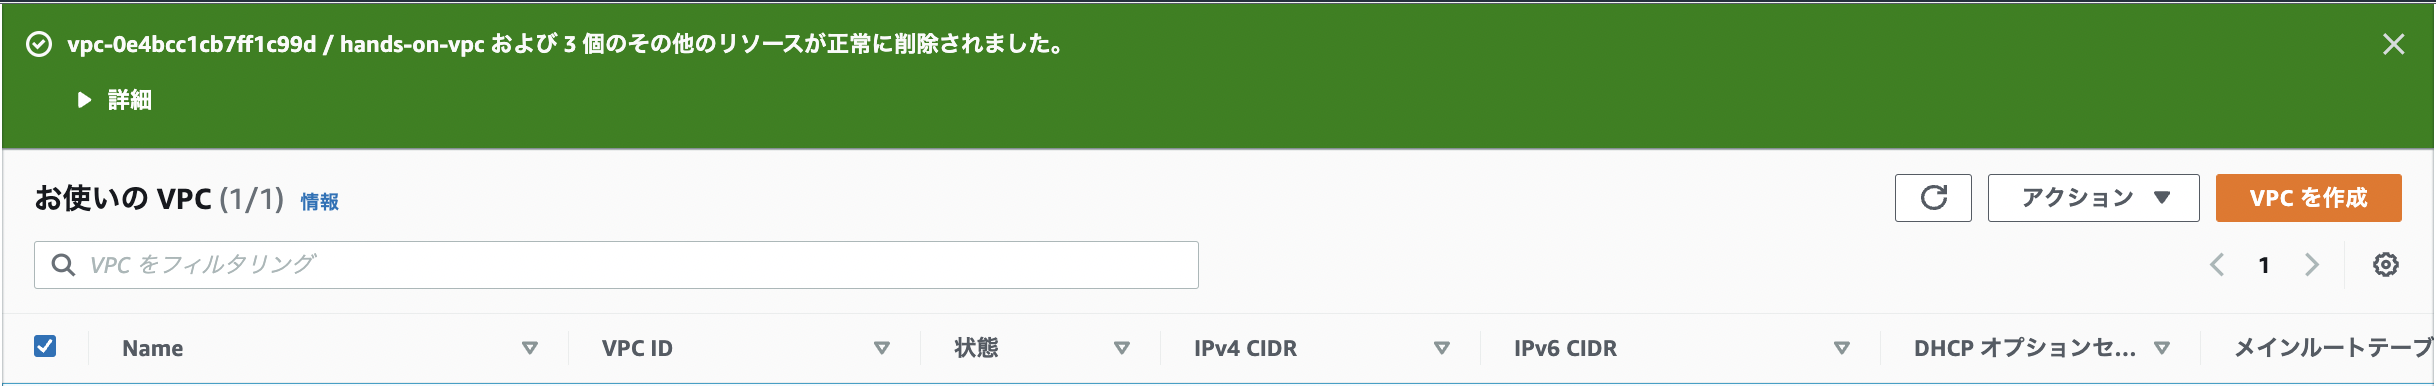 vpc-0e4bcc1cb7ff1c99d / hands-on-vpc および 3 個のその他のリソースが正常に削除されました。
詳細
お使いの VPC (1/1) 情報
アクション
VPC を作成
VPC をフィルタリング
1
Name VPC ID 状態 IPv4 CIDR IPv6 CIDR DHCP オプションセ... メインルートテーブ